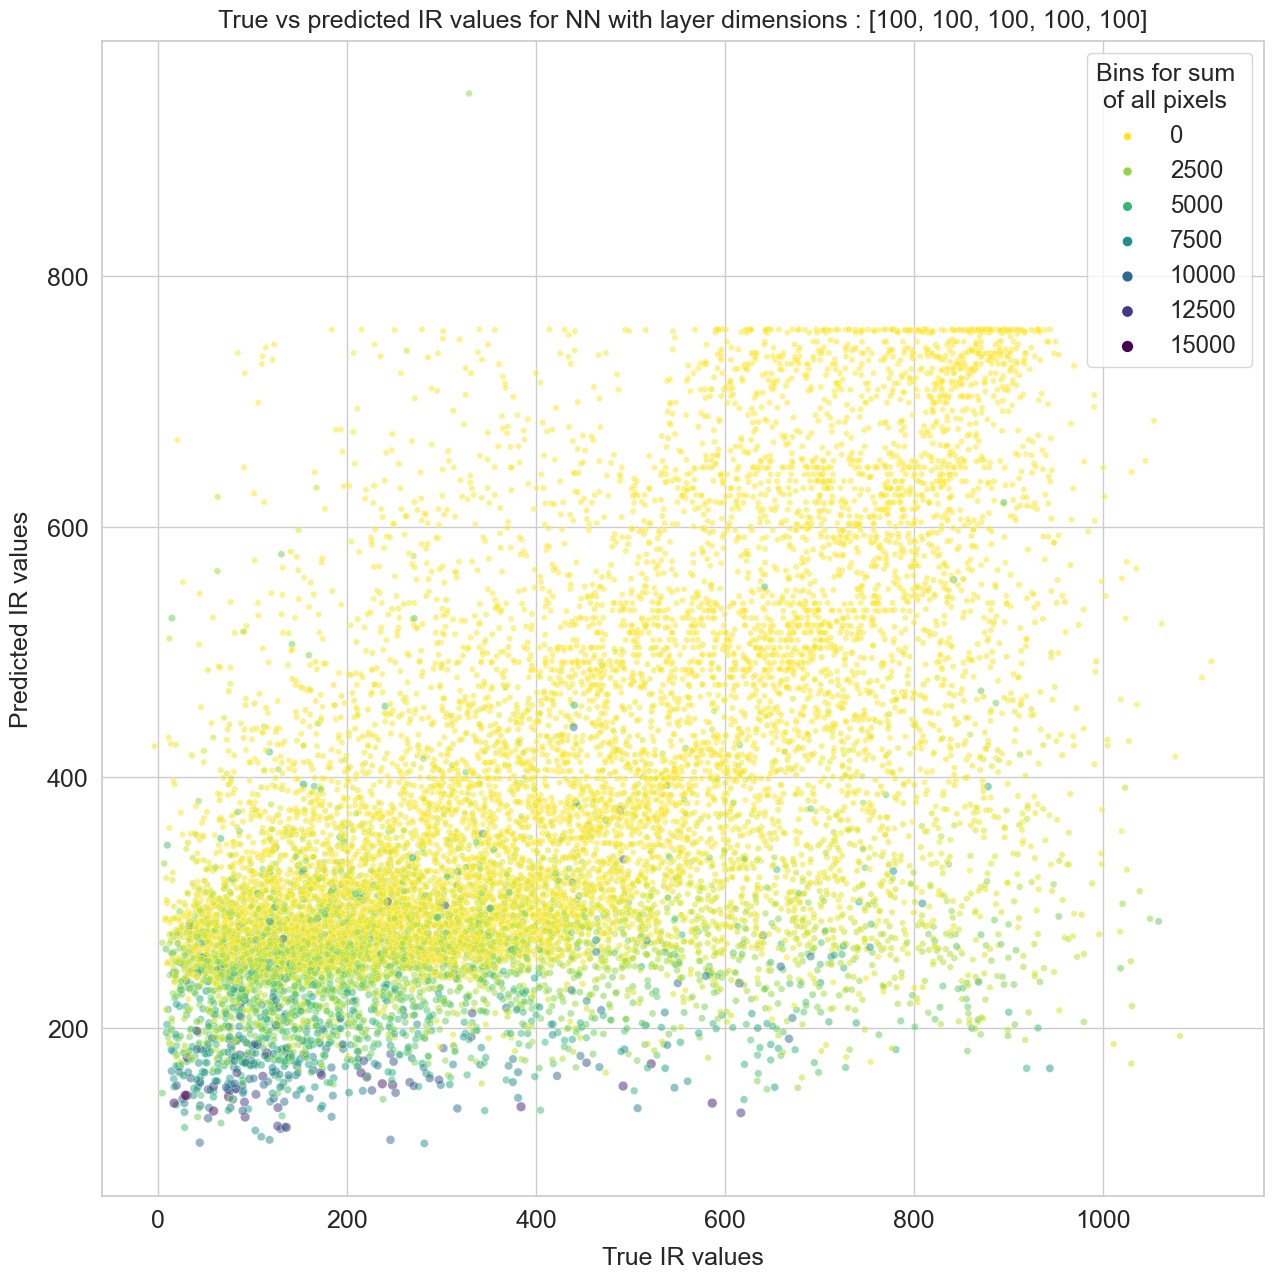 True vs predicted IR values for NN with layer dimensions : [100, 100, 100, 100, 100]
Bins for sum
of all pixels
0
2500
5000
7500
10000
12500
15000
Predicted IR values
800
600
400
200
0 200 400 600 800 1000
True IR values